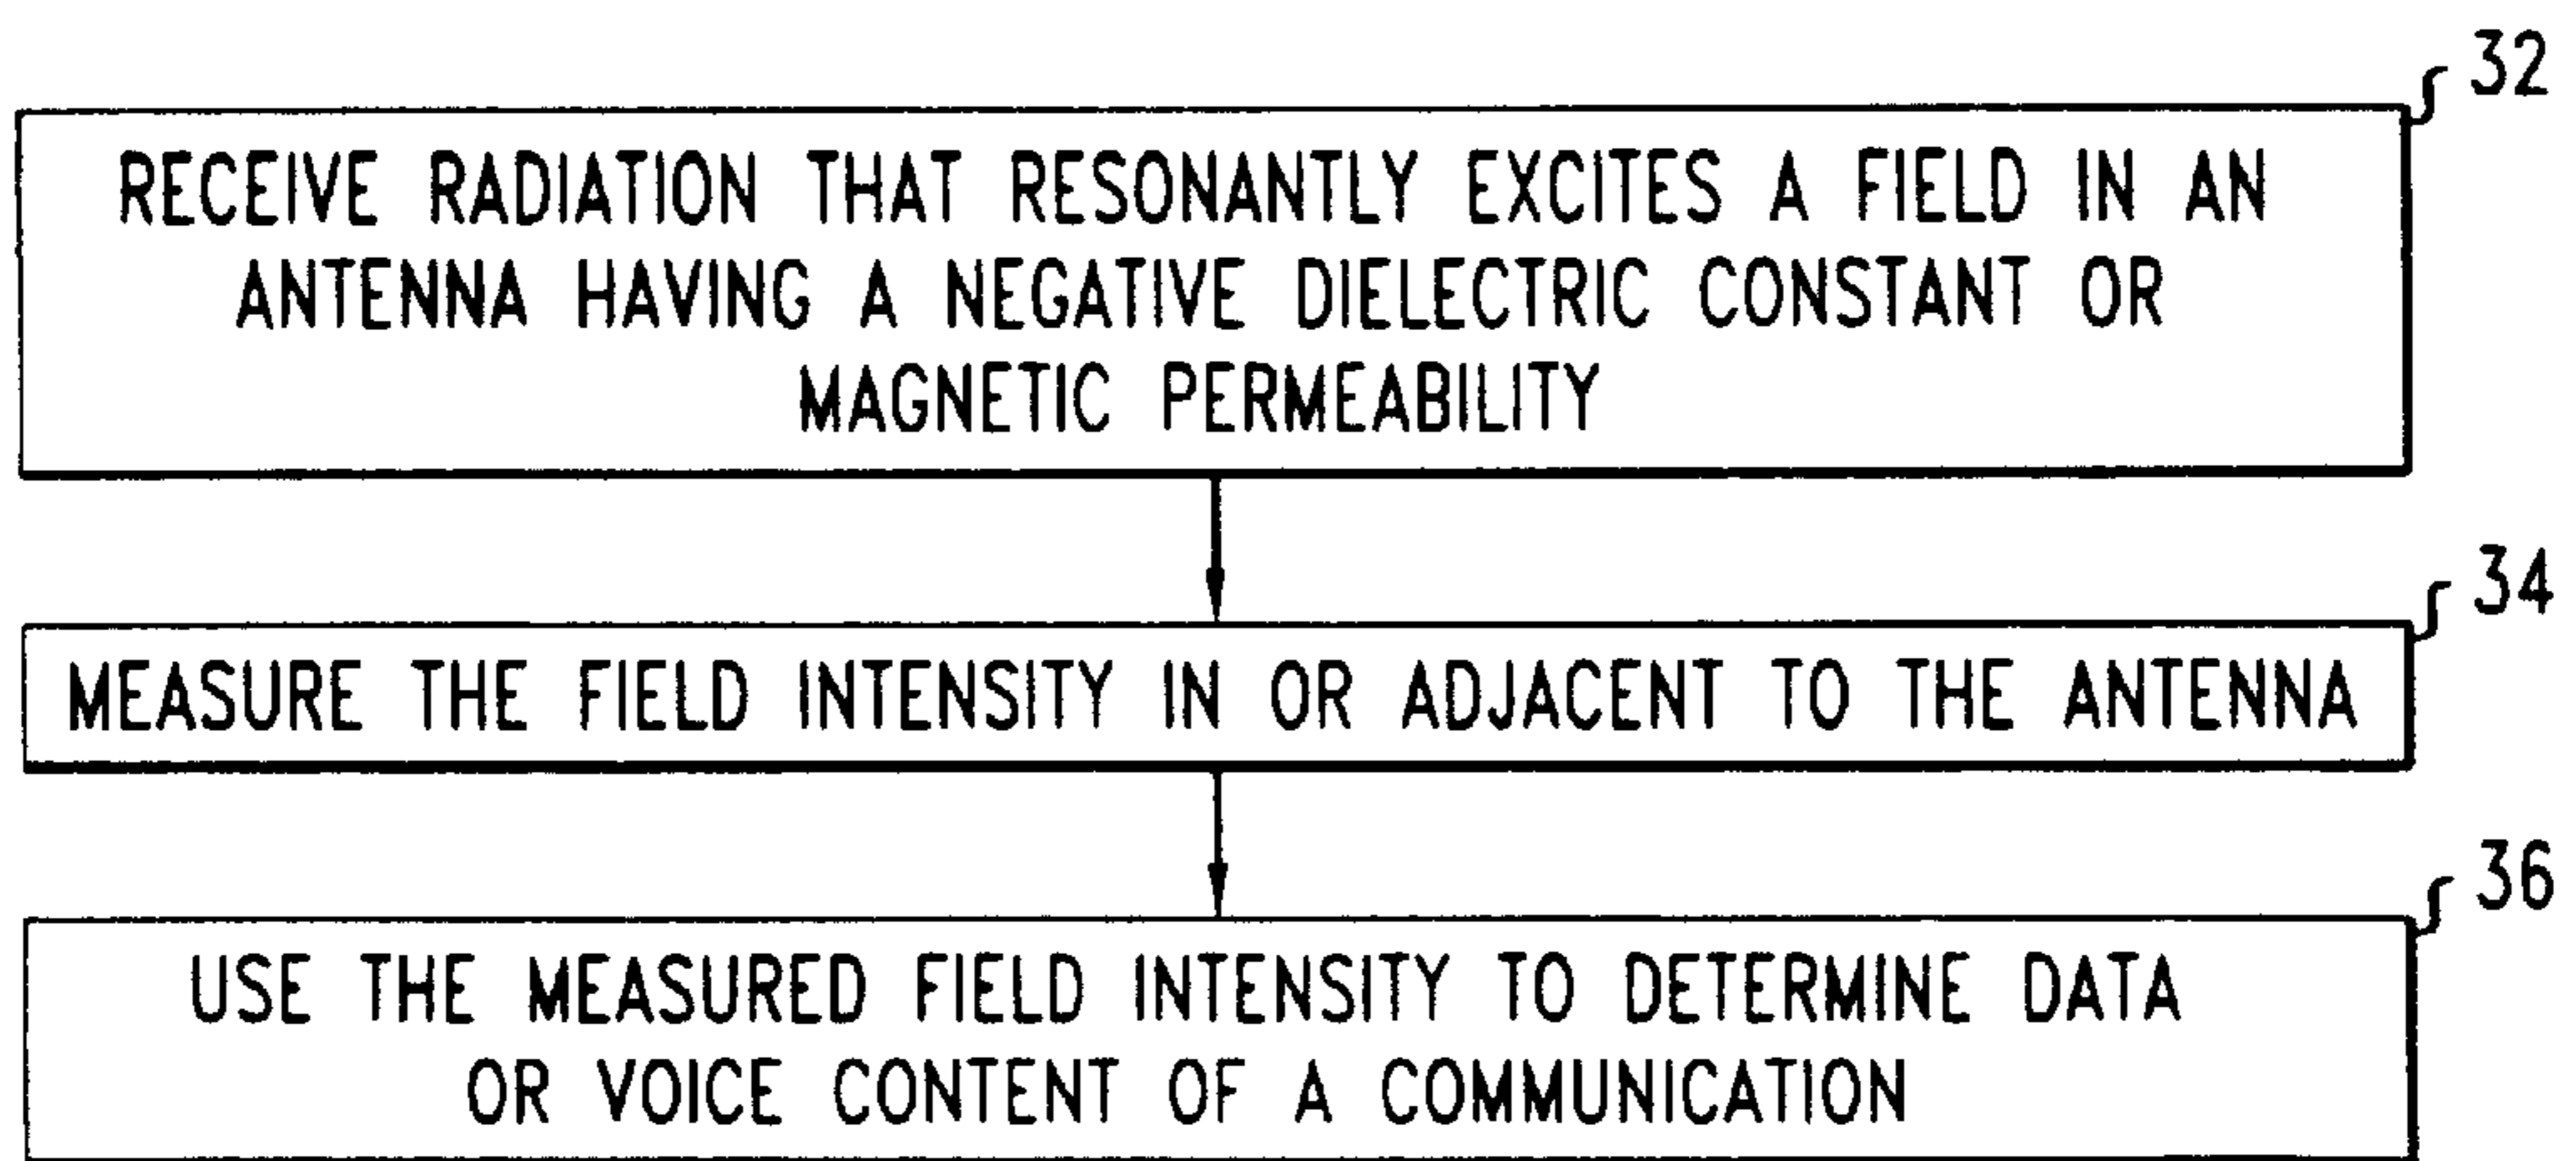 32
RECEIVE RADIATION THAT RESONANTLY EXCITES A FIELD IN AN
ANTENNA HAVING A NEGATIVE DIELECTRIC CONSTANT OR
MAGNETIC PERMEABILITY
34
MEASURE THE FIELD INTENSITY IN OR ADJACENT TO THE ANTENNA
36
USE THE MEASURED FIELD INTENSITY TO DETERMINE DATA
OR VOICE CONTENT OF A COMMUNICATION